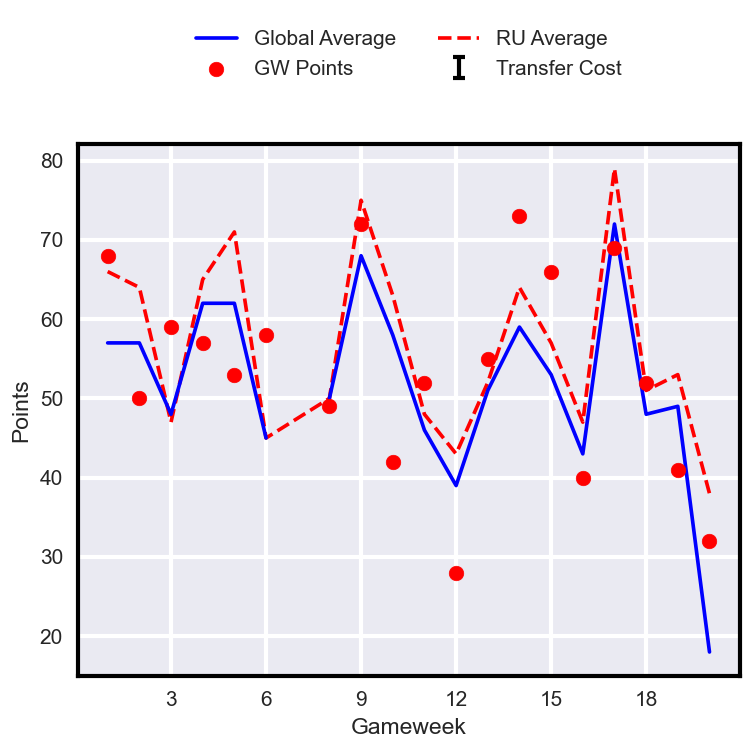 Global Average
RU Average
GW Points
Transfer Cost
80
70
60
50
40
30
20
Points
3
6
9
12
15
18
Gameweek